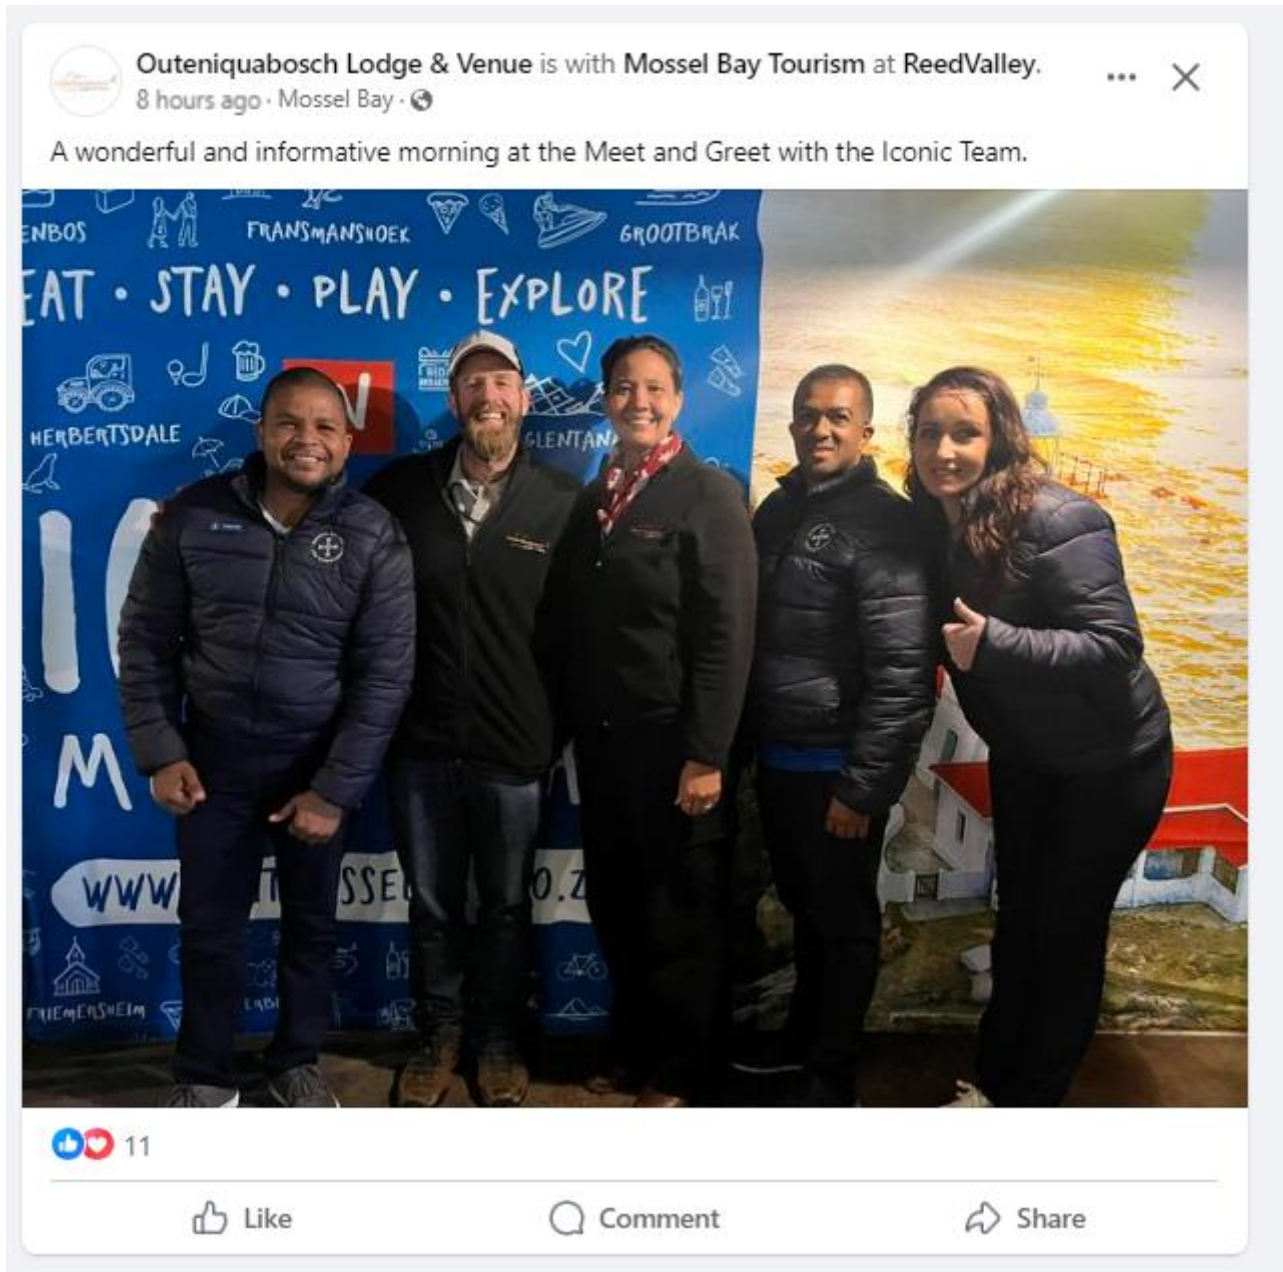 Outeniquabosch Lodge & Venue is with Mossel Bay Tourism at ReedValley.
8 hours ago · Mossel Bay ·
A wonderful and informative morning at the Meet and Greet with the Iconic Team.
FRANSMANSHOEK
GROOTBRAK
EAT · STAY · PLAY · EXPLORE
HERBERTSDALE
GLENTANA
WWW
FRIEMERSHEIM
11
Like
Comment
Share